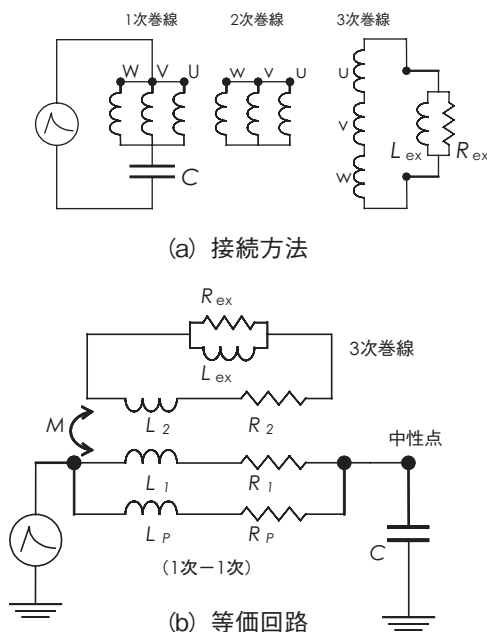 1次巻線 2次巻線 3次巻線
W V U W V U
U
V
W
C
L ex R ex
(a) 接続方法
R ex
L ex
3次巻線
M
L 2 R 2
中性点
L 1 R 1
L P R P
C
(1次－1次)
(b) 等価回路